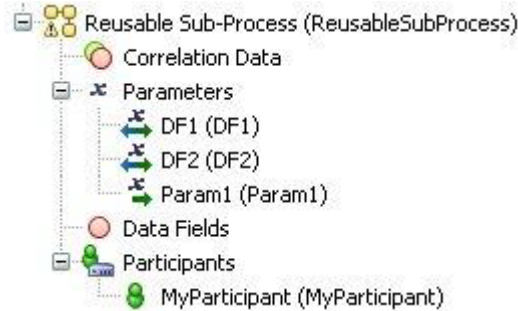 Reusable Sub-Process (ReusableSubProcess)
Correlation Data
x Parameters
x DF1 (DF1)
x DF2 (DF2)
x Param1 (Param1)
Data Fields
Participants
MyParticipant (MyParticipant)